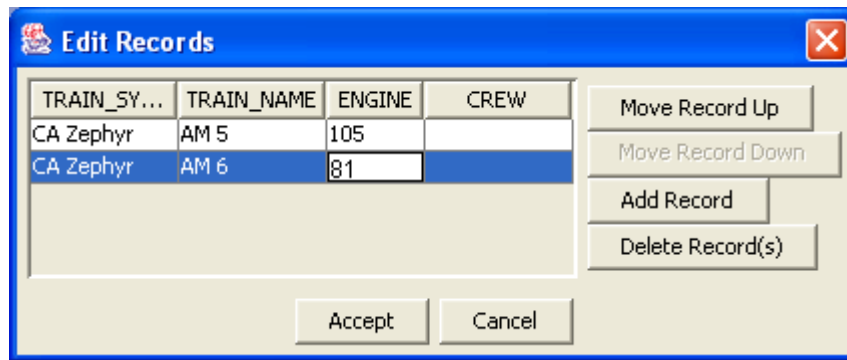 Edit Records
TRAIN_SY... TRAIN_NAME ENGINE CREW
CA Zephyr AM 5 105
CA Zephyr AM 6 81
Move Record Up
Move Record Down
Add Record
Delete Record(s)
Accept Cancel